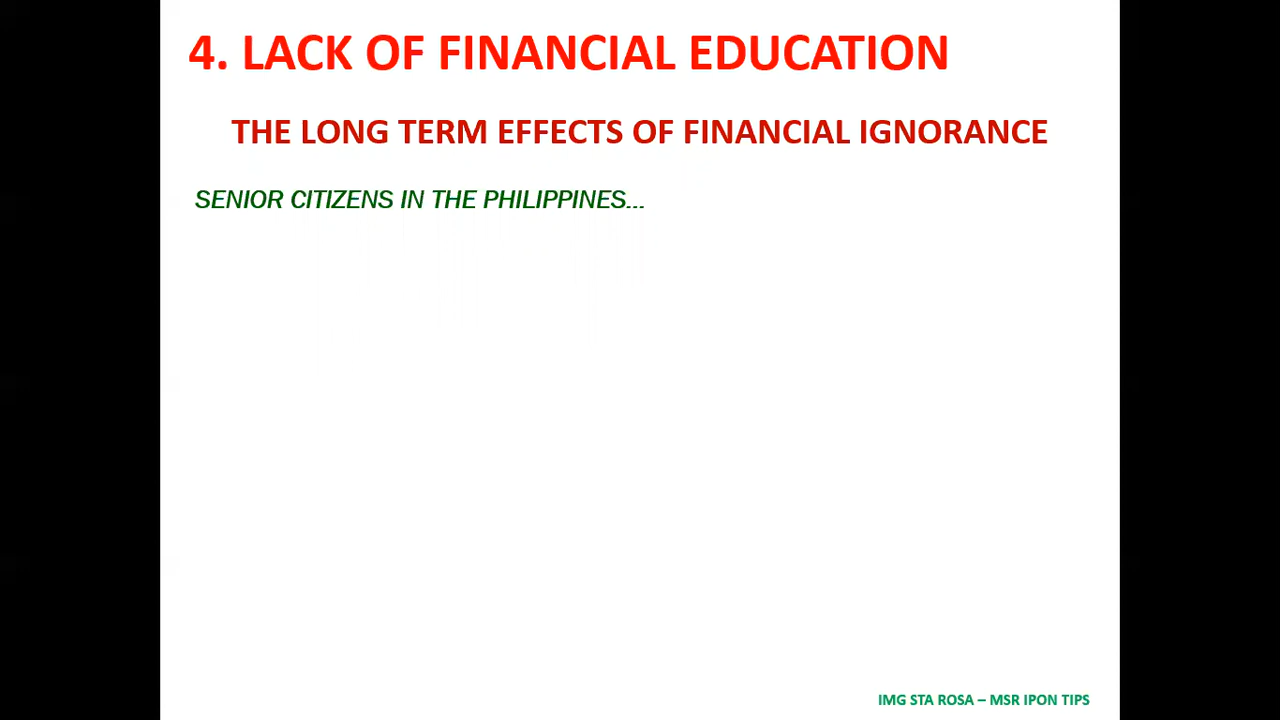 4. LACK OF FINANCIAL EDUCATION
THE LONG TERM EFFECTS OF FINANCIAL IGNORANCE
SENIOR CITIZENS IN THE PHILIPPINES...
IMG STA ROSA – MSR IPON TIPS